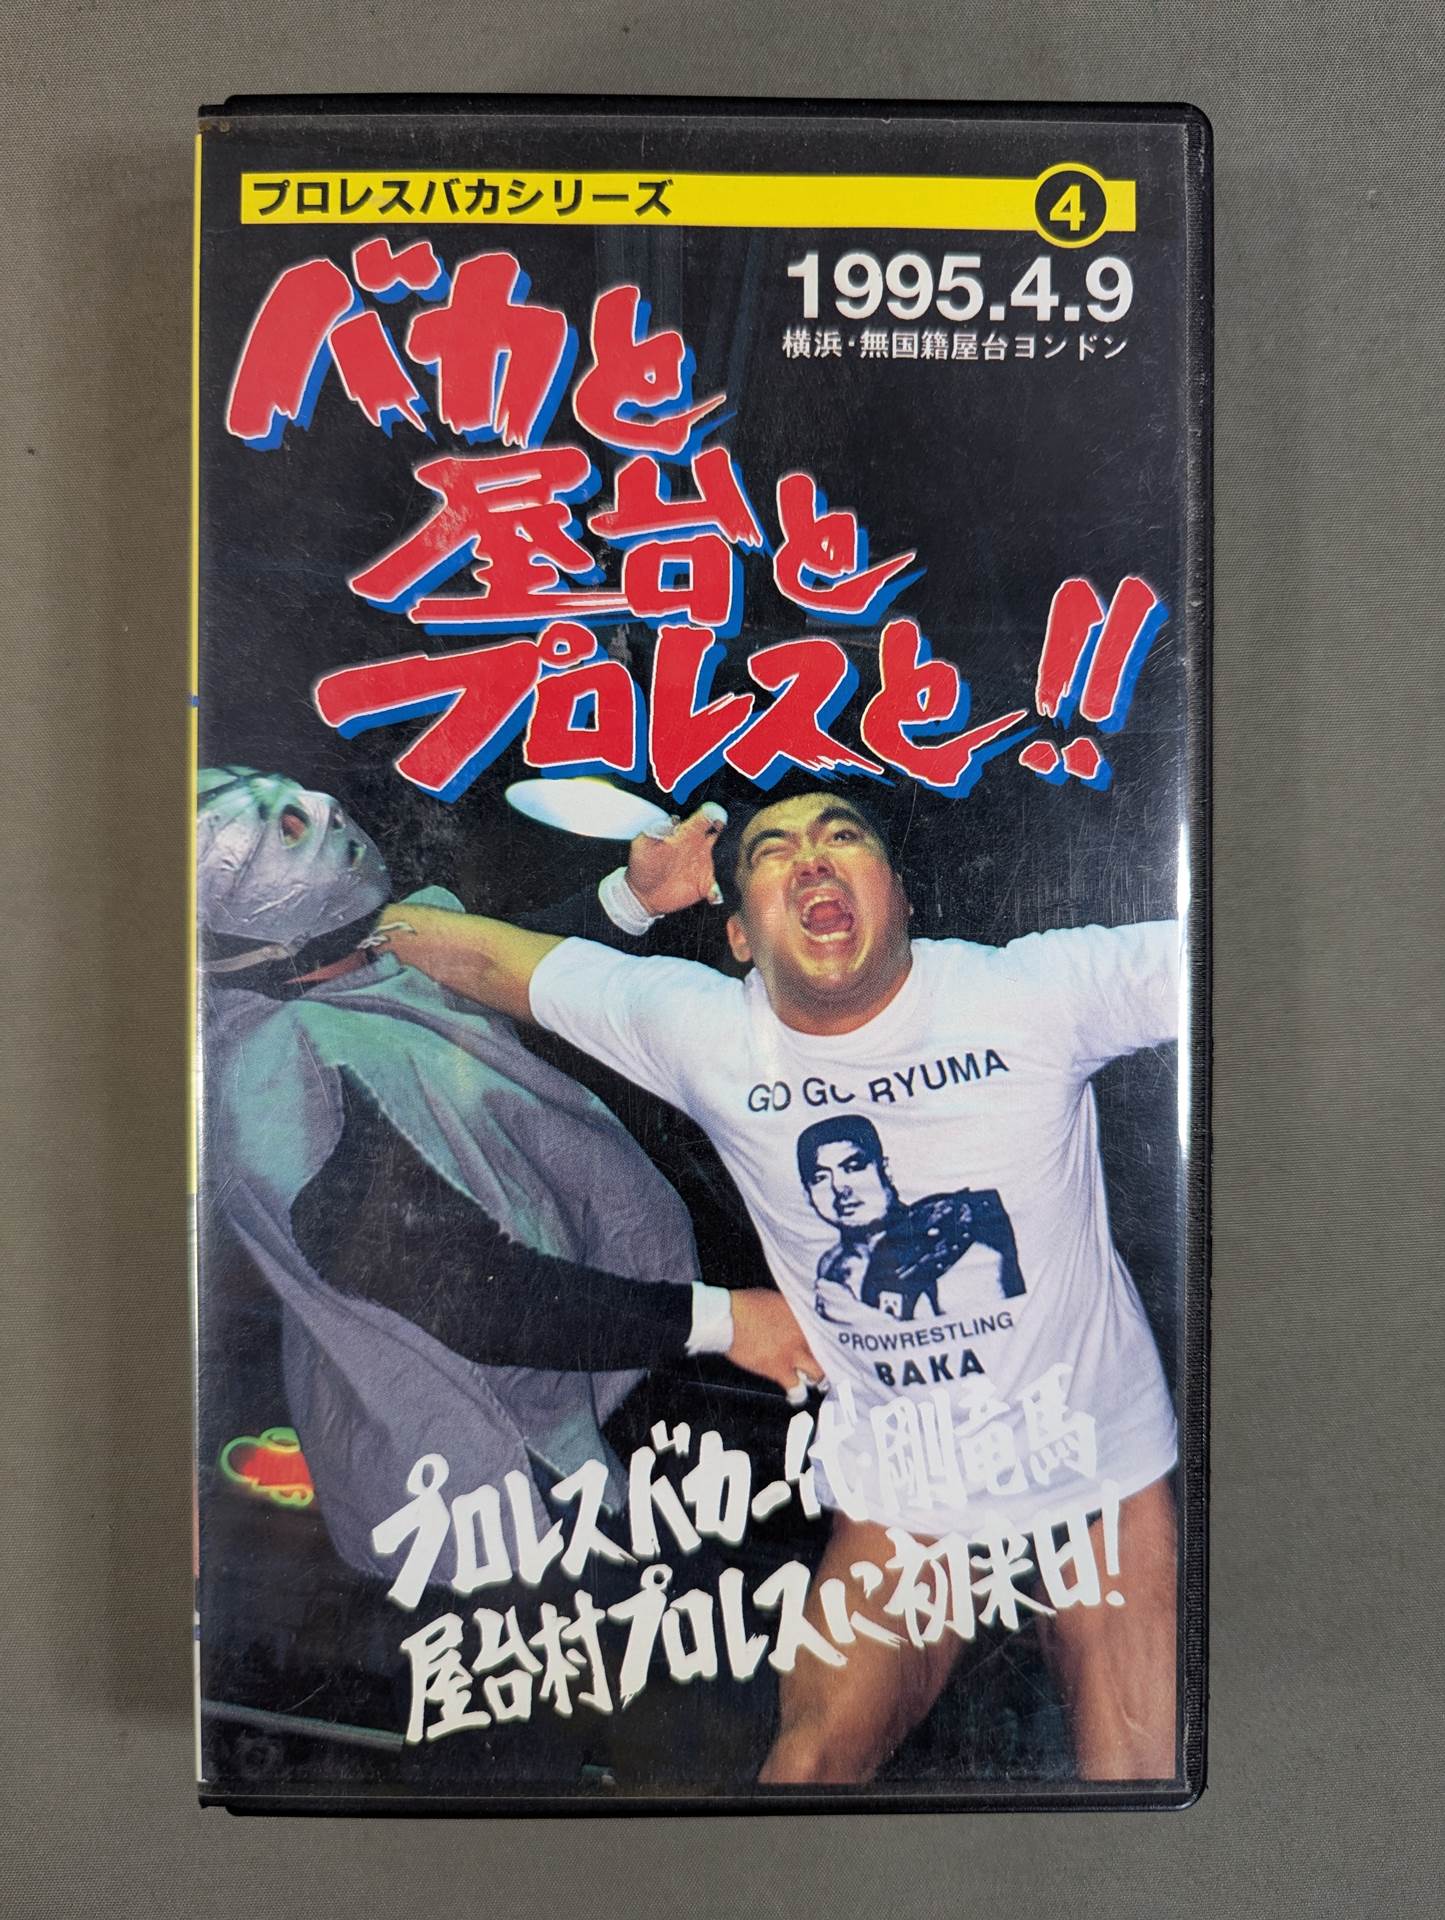 プロレスバカシリーズ 4
1995.4.9
横浜・無国籍屋台ヨンドン
バカと
屋台と
プロレスと!!
GO GO RYUMA
PROWRESTLING
BAKA
プロレスバカ一代・剛竜馬
屋台村プロレスに初来日!